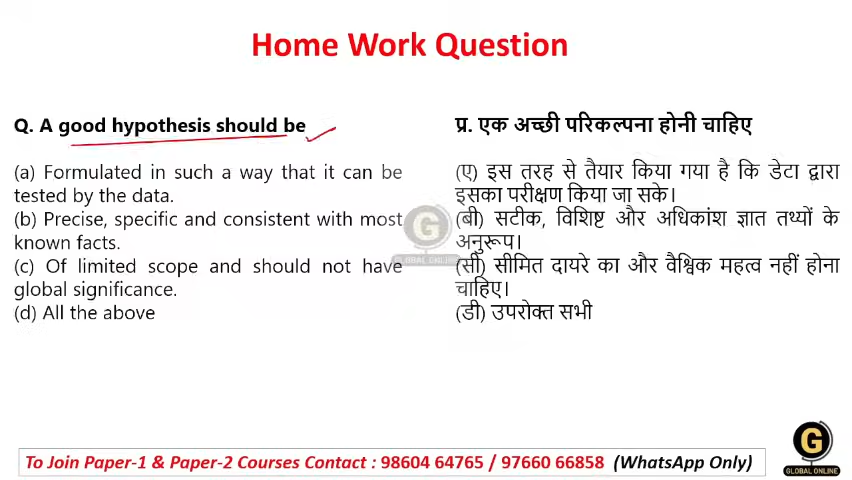 Home Work Question
Q. A good hypothesis should be
(a) Formulated in such a way that it can be
tested by the data.
(b) Precise, specific and consistent with most
known facts.
(c) Of limited scope and should not have
global significance.
(d) All the above
प्र. एक अच्छी परिकल्पना होनी चाहिए
(ए) इस तरह से तैयार किया गया है कि डेटा द्वारा
इसका परीक्षण किया जा सके।
(बी) सटीक, विशिष्ट और अधिकांश ज्ञात तथ्यों के
अनुरूप।
(सी) सीमित दायरे का और वैश्विक महत्व नहीं होना
चाहिए।
(डी) उपरोक्त सभी
G
GLOBAL ONLINE
To Join Paper-1 & Paper-2 Courses Contact : 98604 64765 / 97660 66858 (WhatsApp Only)
G
GLOBAL ONLINE